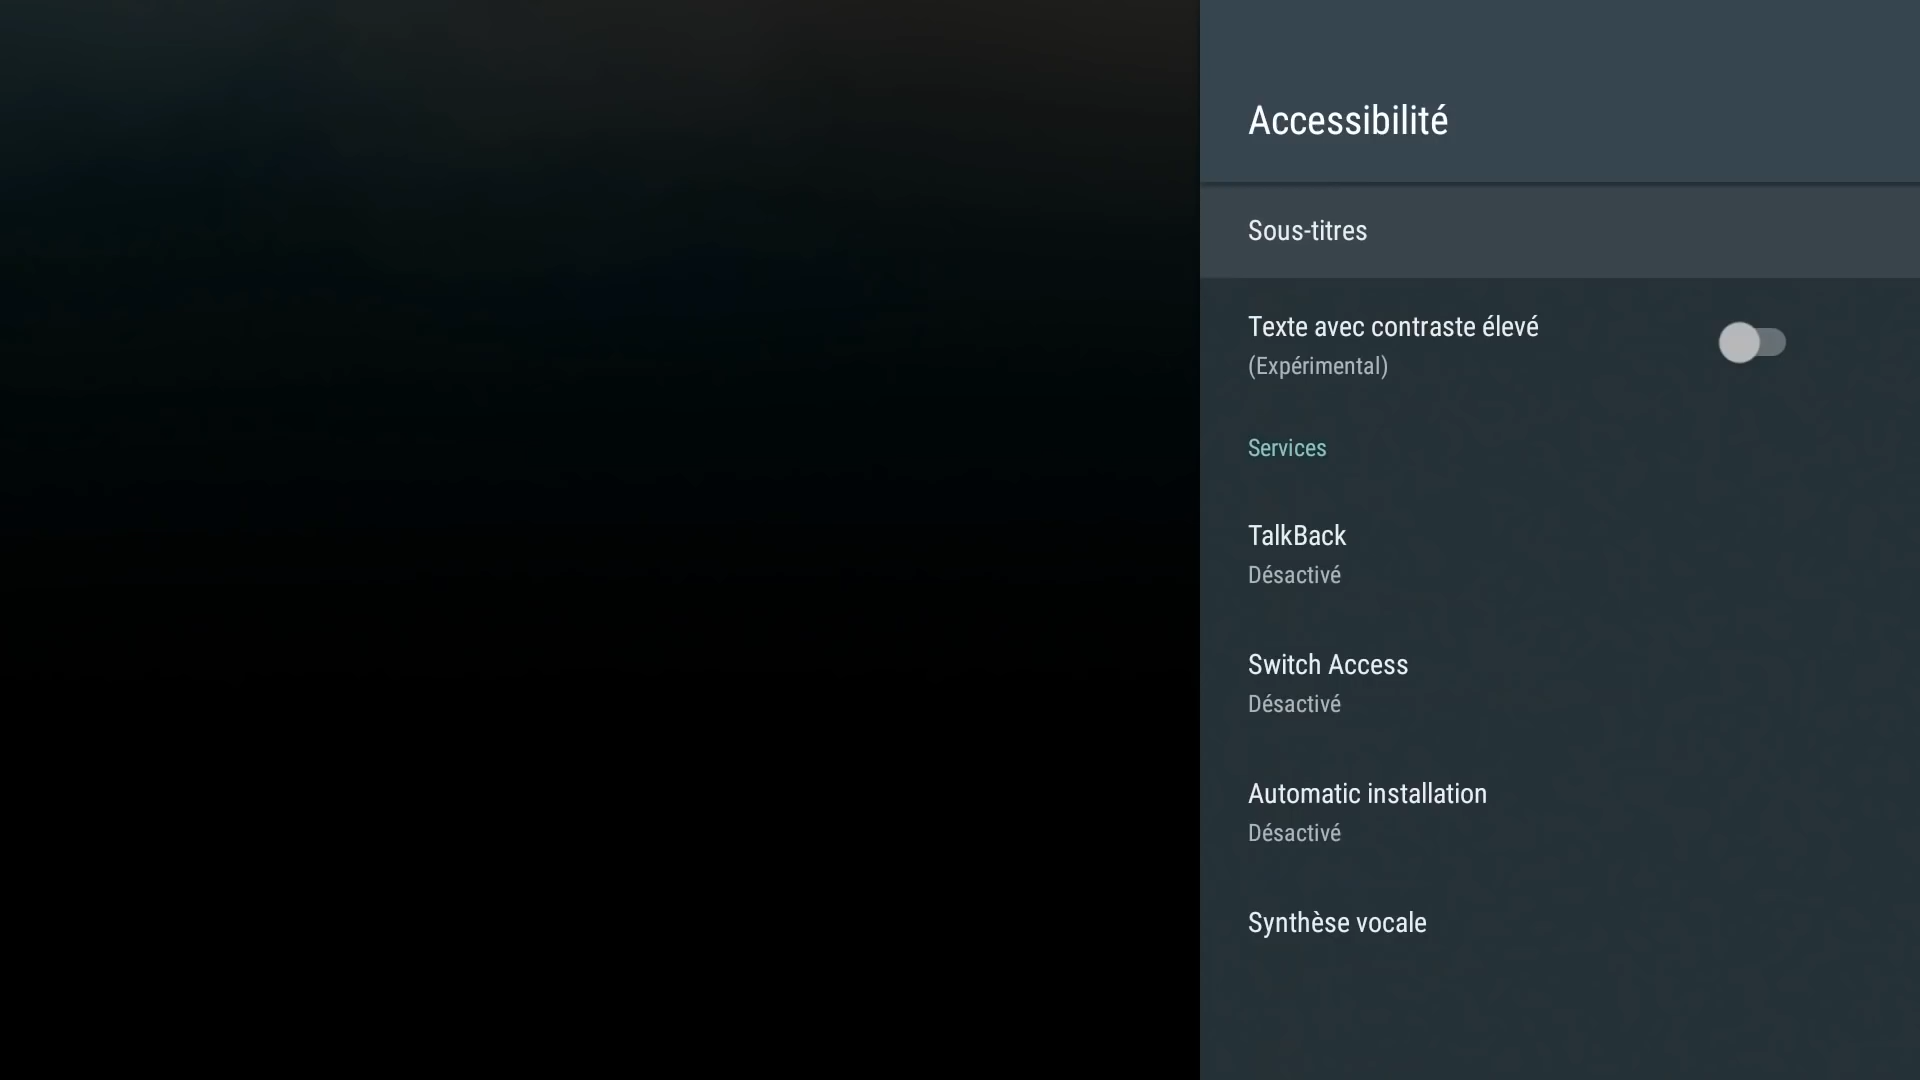 Accessibilité
Sous-titres
Texte avec contraste élevé
(Expérimental)
Services
TalkBack
Désactivé
Switch Access
Désactivé
Automatic installation
Désactivé
Synthèse vocale